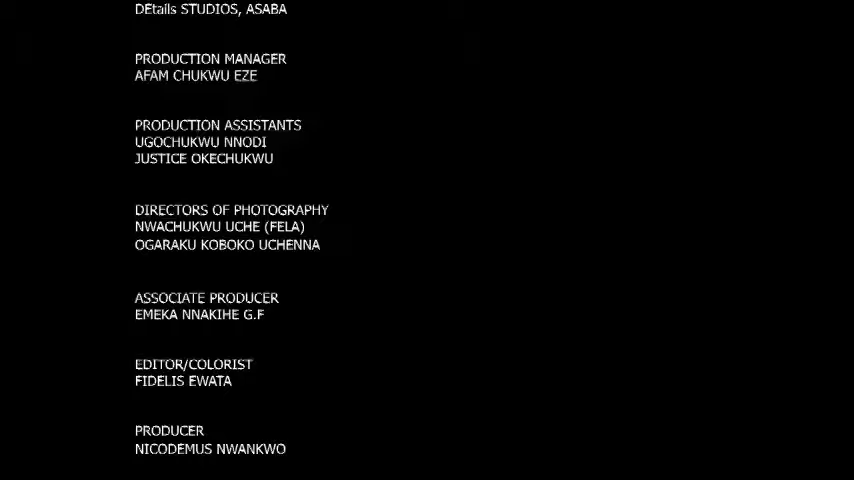 DEtails STUDIOS, ASABA
PRODUCTION MANAGER
AFAM CHUKWU EZE
PRODUCTION ASSISTANTS
UGOCHUKWU NNODI
JUSTICE OKECHUKWU
DIRECTORS OF PHOTOGRAPHY
NWACHUKWU UCHE (FELA)
OGARAKU KOBOKO UCHENNA
ASSOCIATE PRODUCER
EMEKA NNAKIHE G.F
EDITOR/COLORIST
FIDELIS EWATA
PRODUCER
NICODEMUS NWANKWO